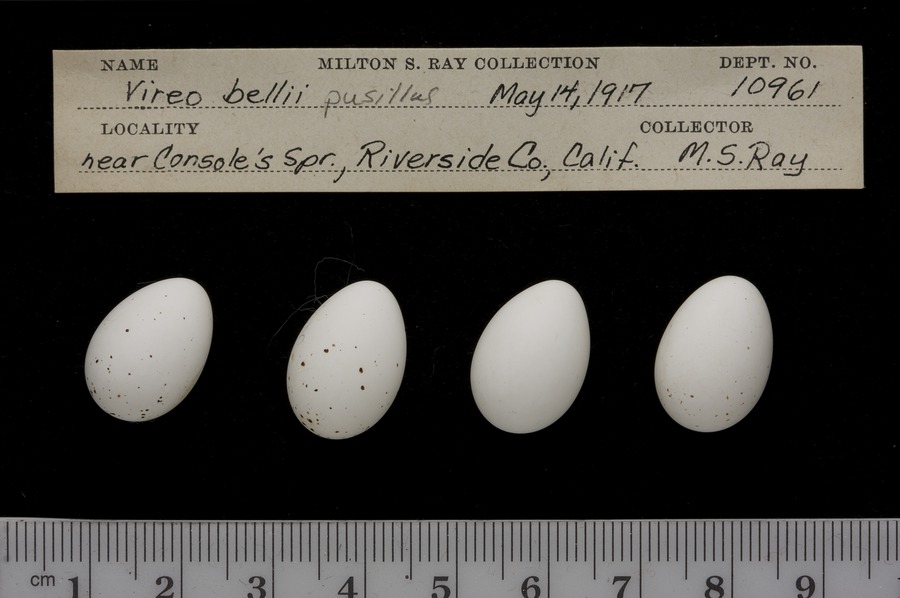 NAME MILTON S. RAY COLLECTION DEPT. NO.
Vireo bellii pusillus May 14, 1917 10961
LOCALITY COLLECTOR
near Console's Spr., Riverside Co., Calif. M.S. Ray
cm 1 2 3 4 5 6 7 8 9